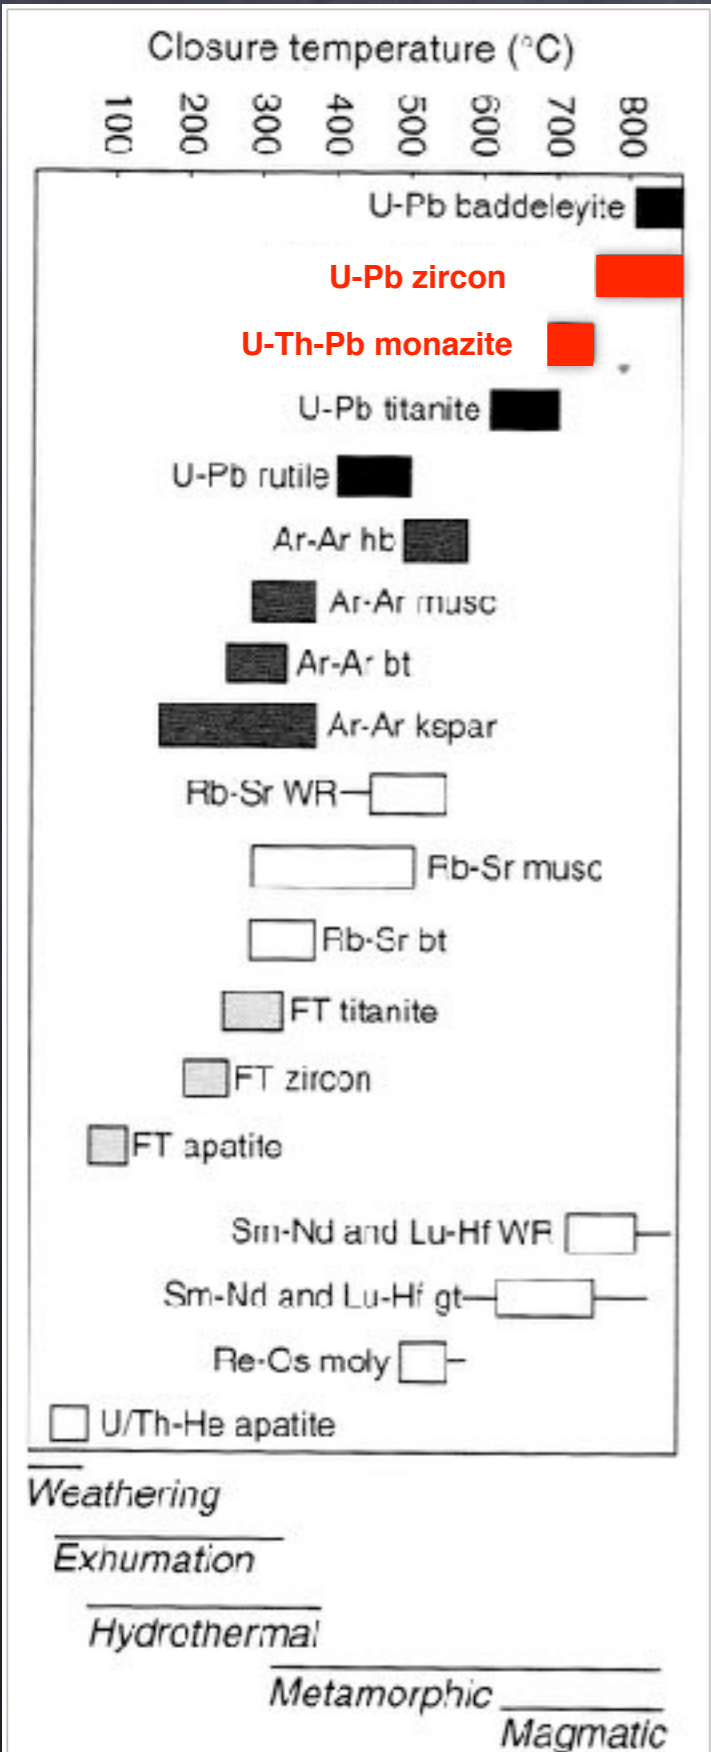 Closure temperature (°C)
100 200 300 400 500 600 700 800
U-Pb baddeleyite
U-Pb zircon
U-Th-Pb monazite
U-Pb titanite
U-Pb rutile
Ar-Ar hb
Ar-Ar musc
Ar-Ar bt
Ar-Ar kspar
Rb-Sr WR
Rb-Sr musc
Rb-Sr bt
FT titanite
FT zircon
FT apatite
Sm-Nd and Lu-Hf WR
Sm-Nd and Lu-Hf gt
Re-Os moly
U/Th-He apatite
Weathering
Exhumation
Hydrothermal
Metamorphic
Magmatic